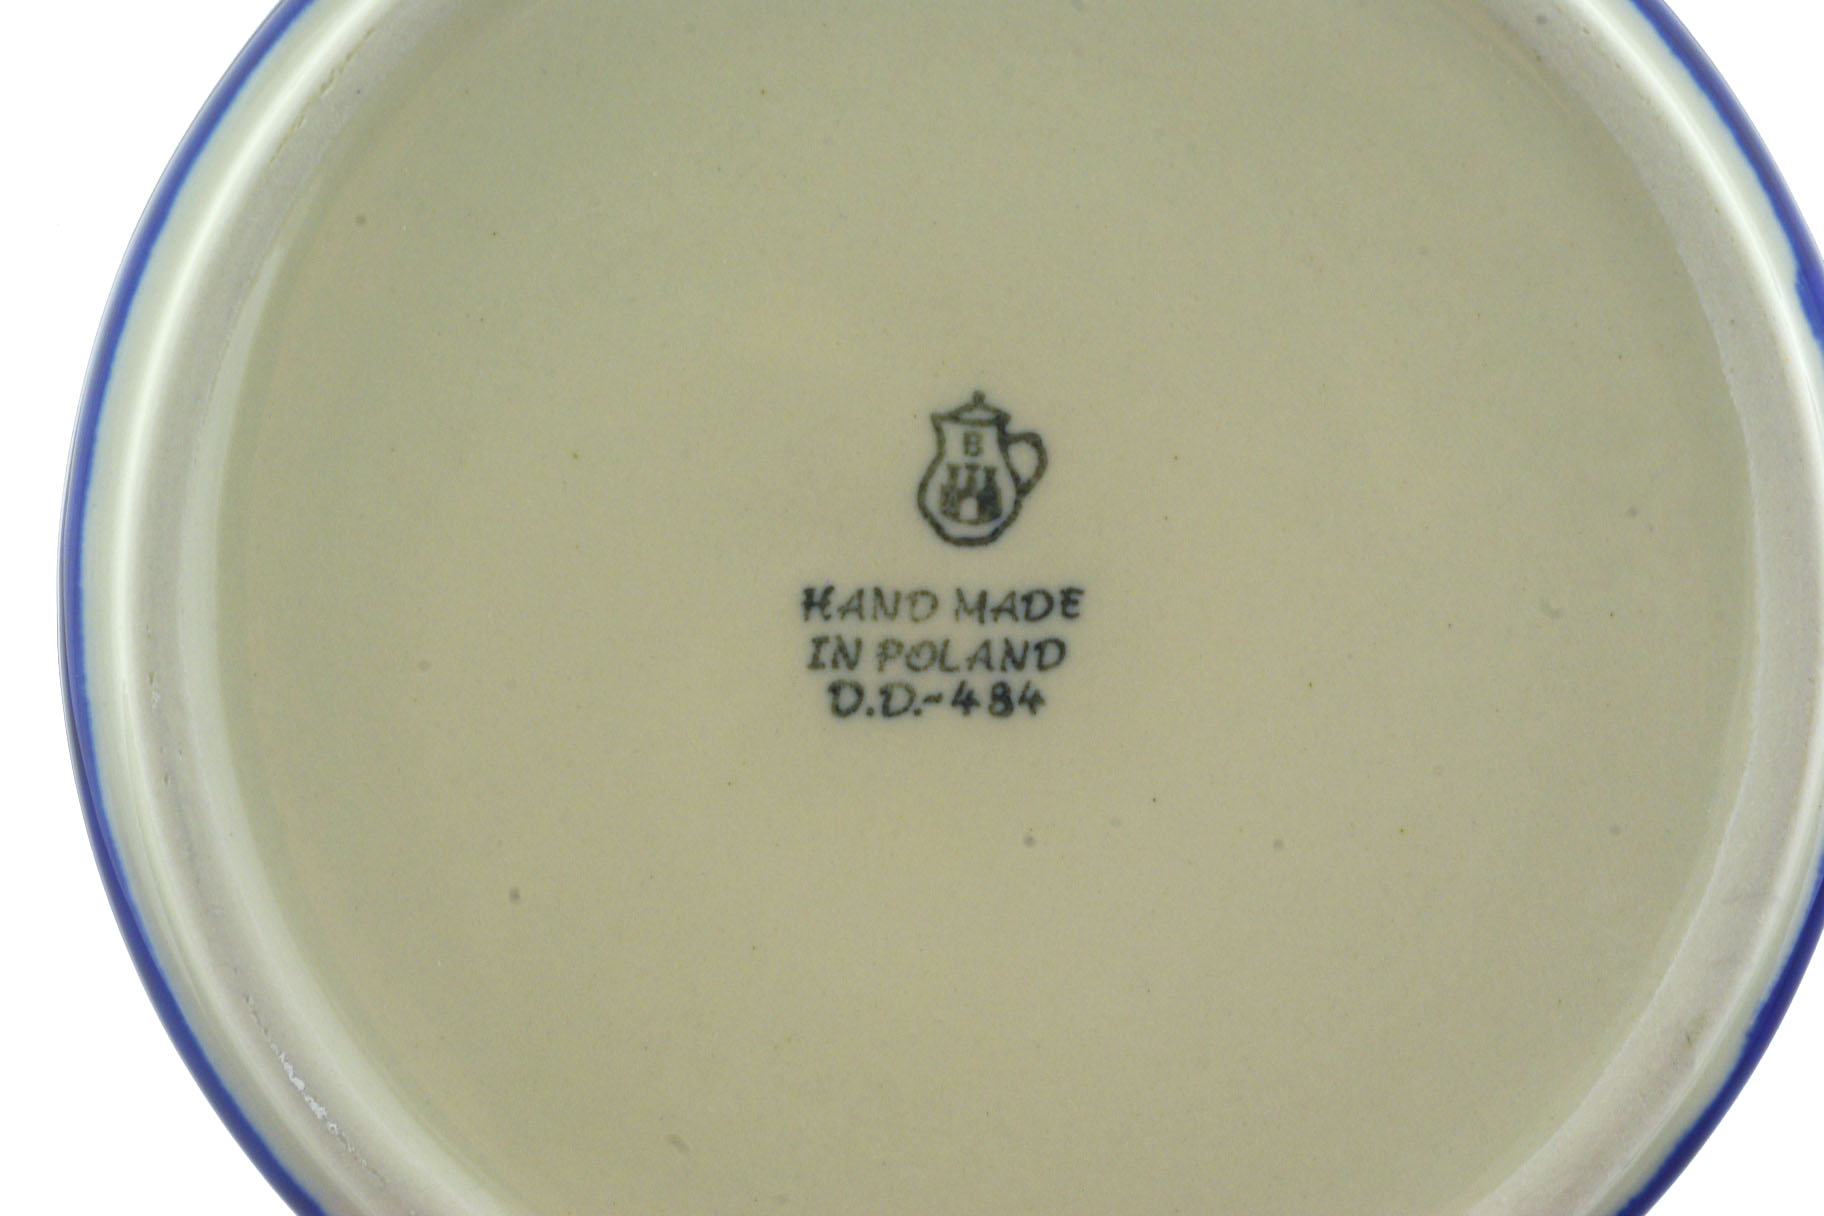 B
HAND MADE
IN POLAND
D.D.-484